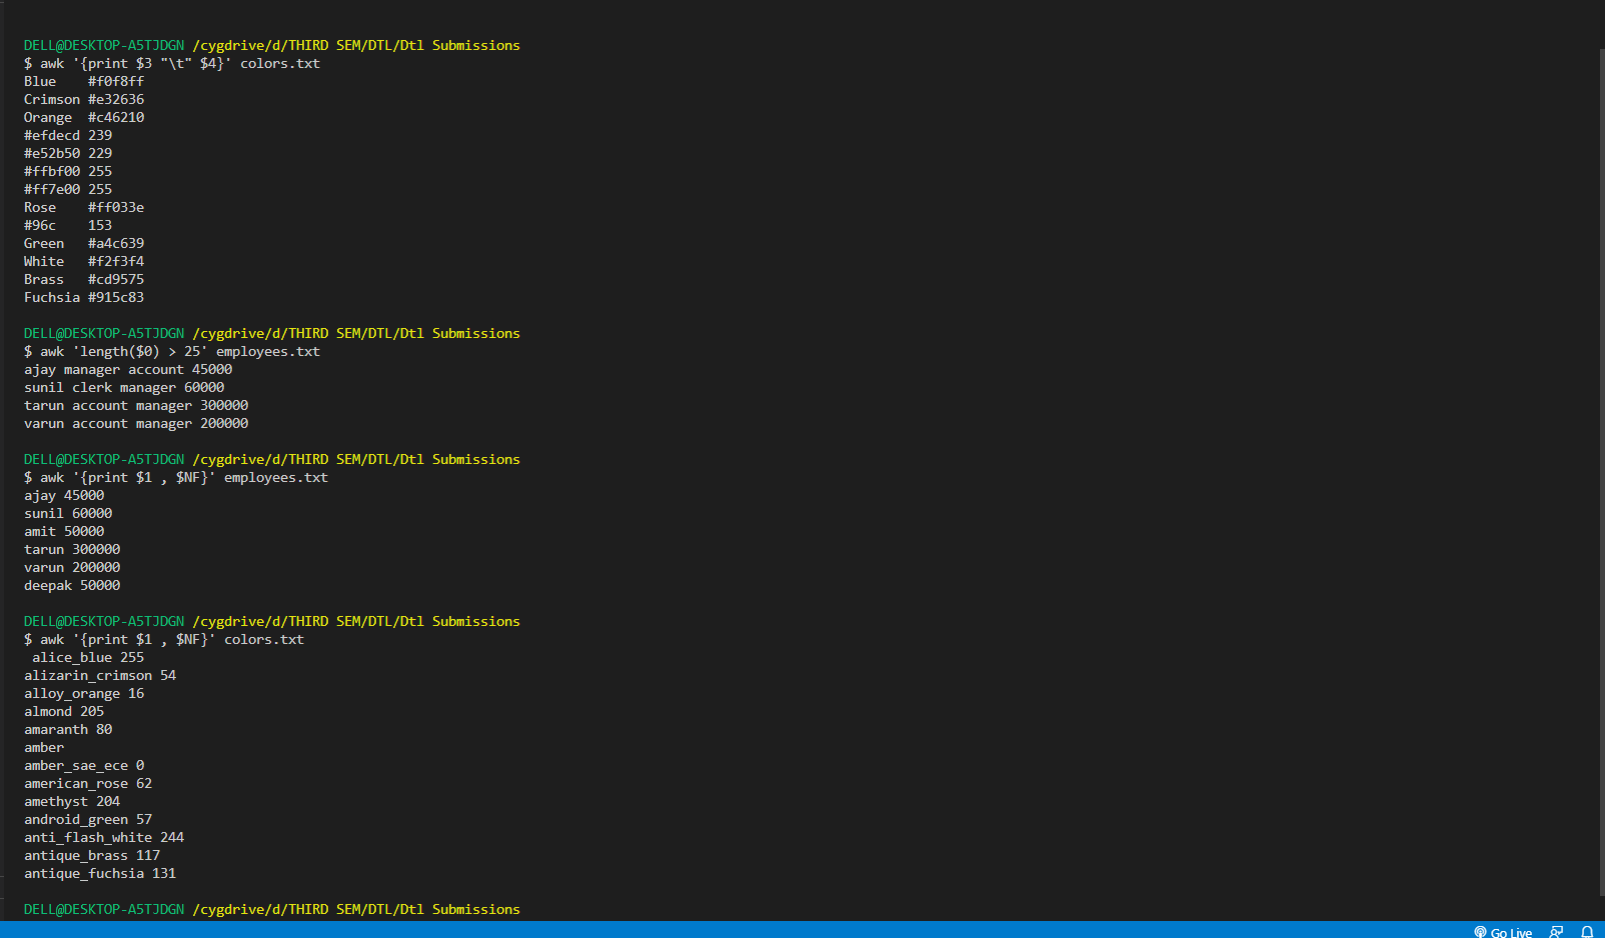 DELL@DESKTOP-A5TJDGN /cygdrive/d/THIRD SEM/DTL/Dtl Submissions
$ awk '{print $3 "\t" $4}' colors.txt
Blue    #f0f8ff
Crimson #e32636
Orange  #c46210
#efdecd 239
#e52b50 229
#ffbf00 255
#ff7e00 255
Rose    #ff033e
#96c    153
Green   #a4c639
White   #f2f3f4
Brass   #cd9575
Fuchsia #915c83
DELL@DESKTOP-A5TJDGN /cygdrive/d/THIRD SEM/DTL/Dtl Submissions
$ awk 'length($0) > 25' employees.txt
ajay manager account 45000
sunil clerk manager 60000
tarun account manager 300000
varun account manager 200000
DELL@DESKTOP-A5TJDGN /cygdrive/d/THIRD SEM/DTL/Dtl Submissions
$ awk '{print $1 , $NF}' employees.txt
ajay 45000
sunil 60000
amit 50000
tarun 300000
varun 200000
deepak 50000
DELL@DESKTOP-A5TJDGN /cygdrive/d/THIRD SEM/DTL/Dtl Submissions
$ awk '{print $1 , $NF}' colors.txt
 alice_blue 255
alizarin_crimson 54
alloy_orange 16
almond 205
amaranth 80
amber
amber_sae_ece 0
american_rose 62
amethyst 204
android_green 57
anti_flash_white 244
antique_brass 117
antique_fuchsia 131
DELL@DESKTOP-A5TJDGN /cygdrive/d/THIRD SEM/DTL/Dtl Submissions
Go Live